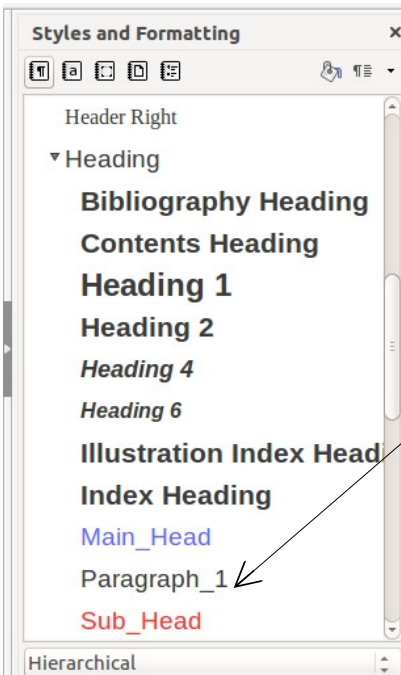 Styles and Formatting
Header Right
Heading
Bibliography Heading
Contents Heading
Heading 1
Heading 2
Heading 4
Heading 6
Illustration Index Headi
Index Heading
Main_Head
Paragraph_1
Sub_Head
Hierarchical